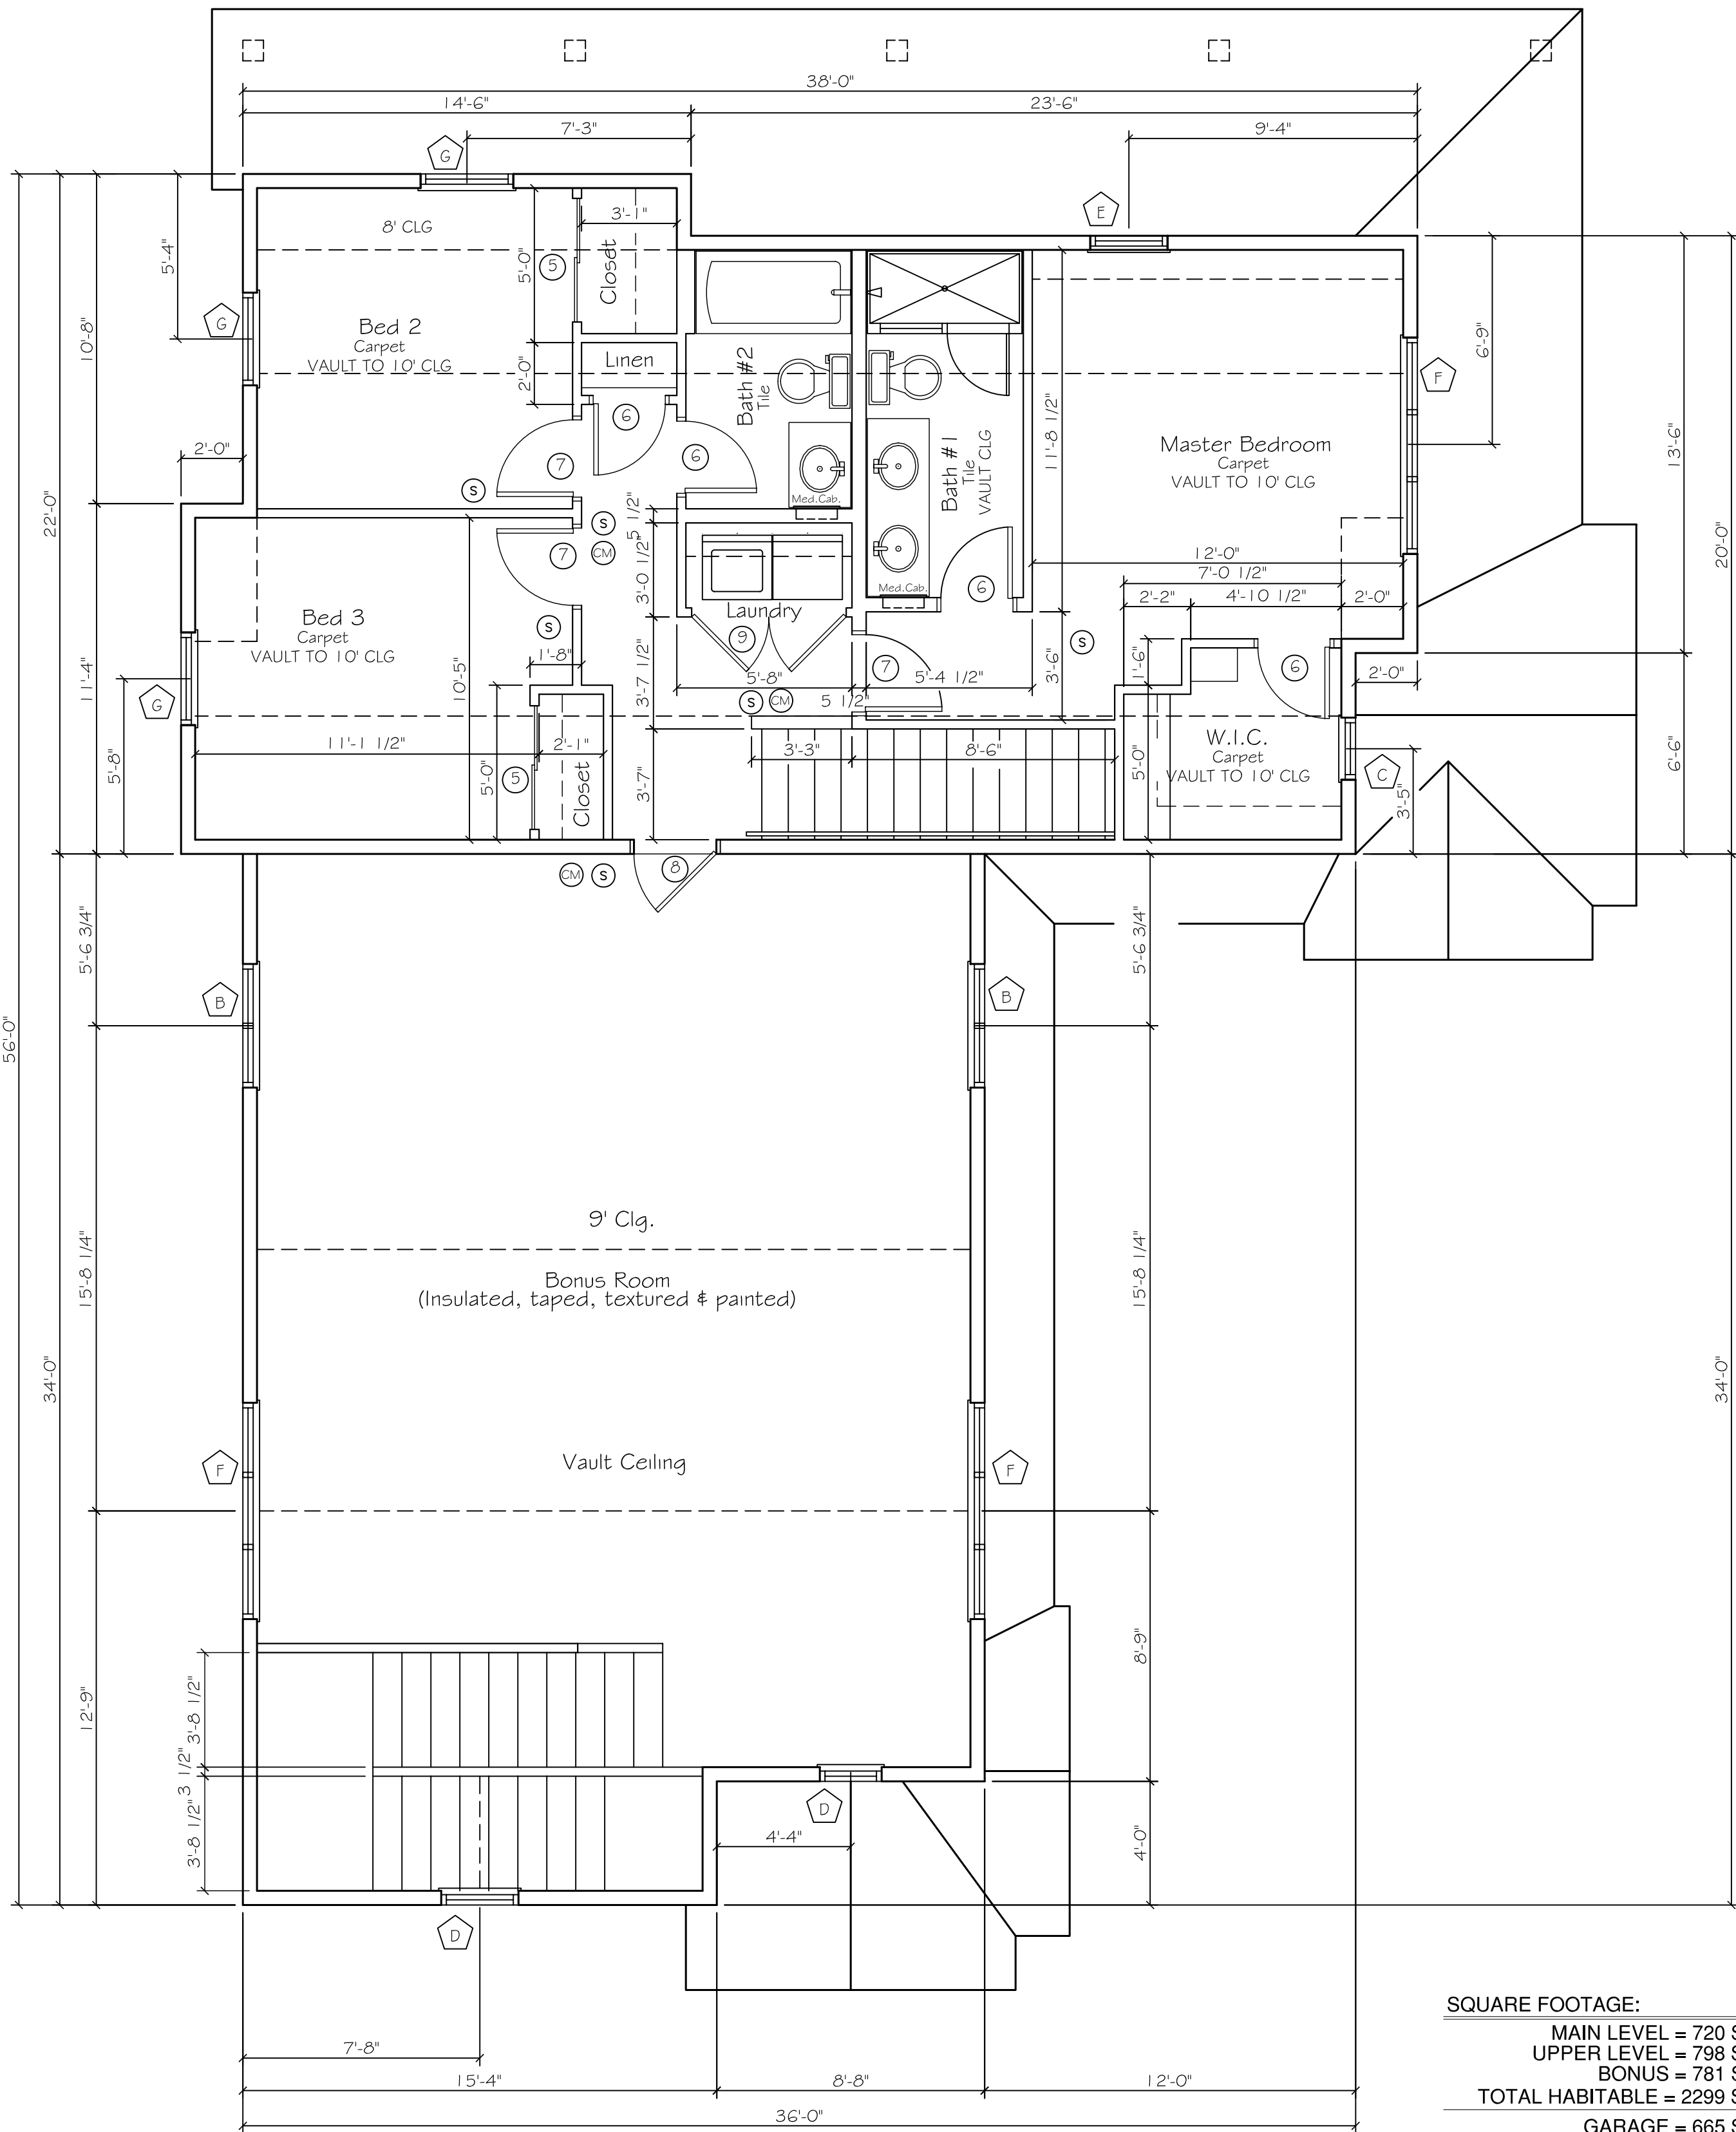 38'-0"
14'-6"
23'-6"
7'-3"
9'-4"
G
E
8' CLG
3'-1"
5'-4"
5'-0"
5
Closet
G
Bed 2
Carpet
VAULT TO 10' CLG
10'-8"
2'-0"
Linen
6
Bath #2
Tile
6
7
S
Med.Cab.
Bath #1
Tile
VAULT CLG
11'-8 1/2"
Master Bedroom
Carpet
VAULT TO 10' CLG
F
6'-9"
13'-6"
20'-0"
2'-0"
22'-0"
S
CM
7
5 1/2"
3'-0 1/2"
Med.Cab.
6
12'-0"
7'-0 1/2"
2'-2"
4'-10 1/2"
2'-0"
Bed 3
Carpet
VAULT TO 10' CLG
S
1'-8"
10'-5"
Laundry
9
3'-7 1/2"
5'-8"
5 1/2"
7
5'-4 1/2"
3'-6"
S
1'-6"
6
2'-0"
11'-4"
G
5'-8"
S
CM
11'-1 1/2"
2'-1"
5'-0"
5
Closet
3'-7"
3'-3"
8'-6"
5'-0"
W.I.C.
Carpet
VAULT TO 10' CLG
C
3'-5"
6'-6"
CM
S
8
5'-6 3/4"
5'-6 3/4"
B
B
56'-0"
9' Clg.
15'-8 1/4"
15'-8 1/4"
Bonus Room
(Insulated, taped, textured & painted)
34'-0"
34'-0"
Vault Ceiling
F
F
12'-9"
3'-8 1/2"
3 1/2"
3'-8 1/2"
8'-9"
D
4'-4"
4'-0"
D
7'-8"
15'-4"
8'-8"
12'-0"
36'-0"
SQUARE FOOTAGE:
MAIN LEVEL = 720 S
UPPER LEVEL = 798 S
BONUS = 781 S
TOTAL HABITABLE = 2299 S
GARAGE = 665 S